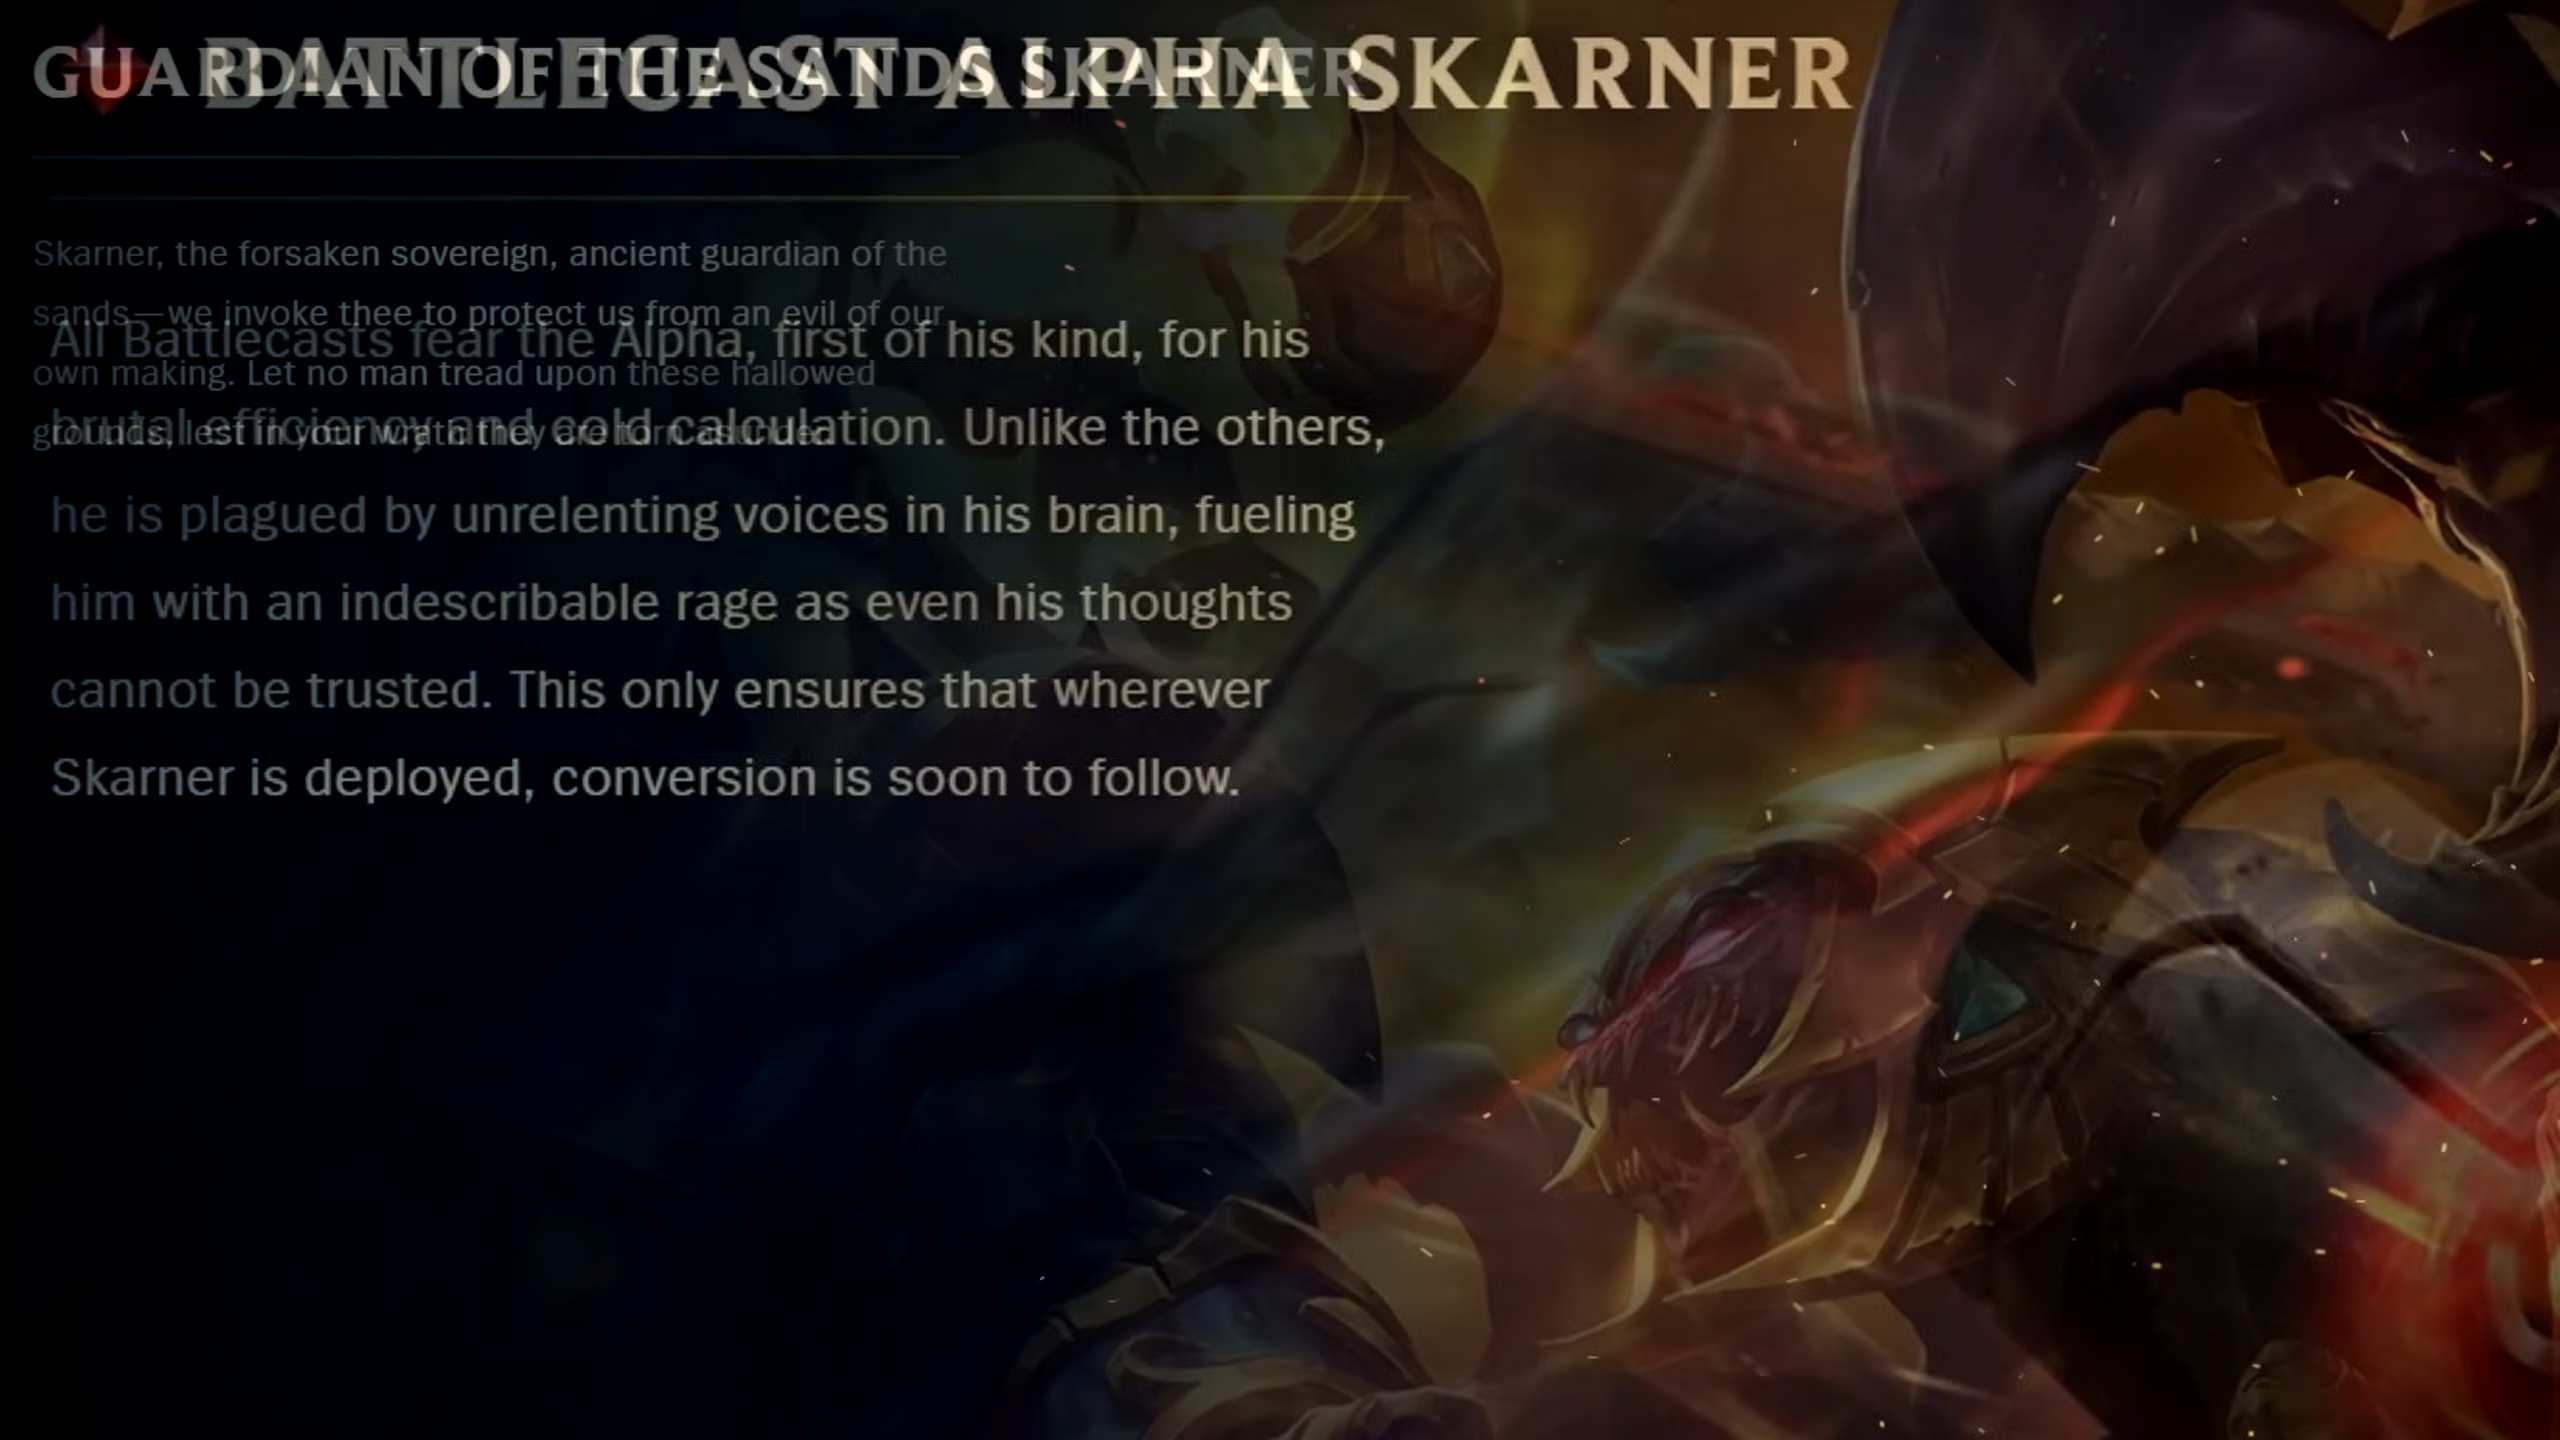 GUARDIAN OF THE SANDS SKARNER
BATTLECAST ALPHA SKARNER
Skarner, the forsaken sovereign, ancient guardian of the
sands—we invoke thee to protect us from an evil of our
own making. Let no man tread upon these hallowed
grounds, lest in your wrath they are torn asunder.
All Battlecasts fear the Alpha, first of his kind, for his
brutal efficiency and cold calculation. Unlike the others,
he is plagued by unrelenting voices in his brain, fueling
him with an indescribable rage as even his thoughts
cannot be trusted. This only ensures that wherever
Skarner is deployed, conversion is soon to follow.